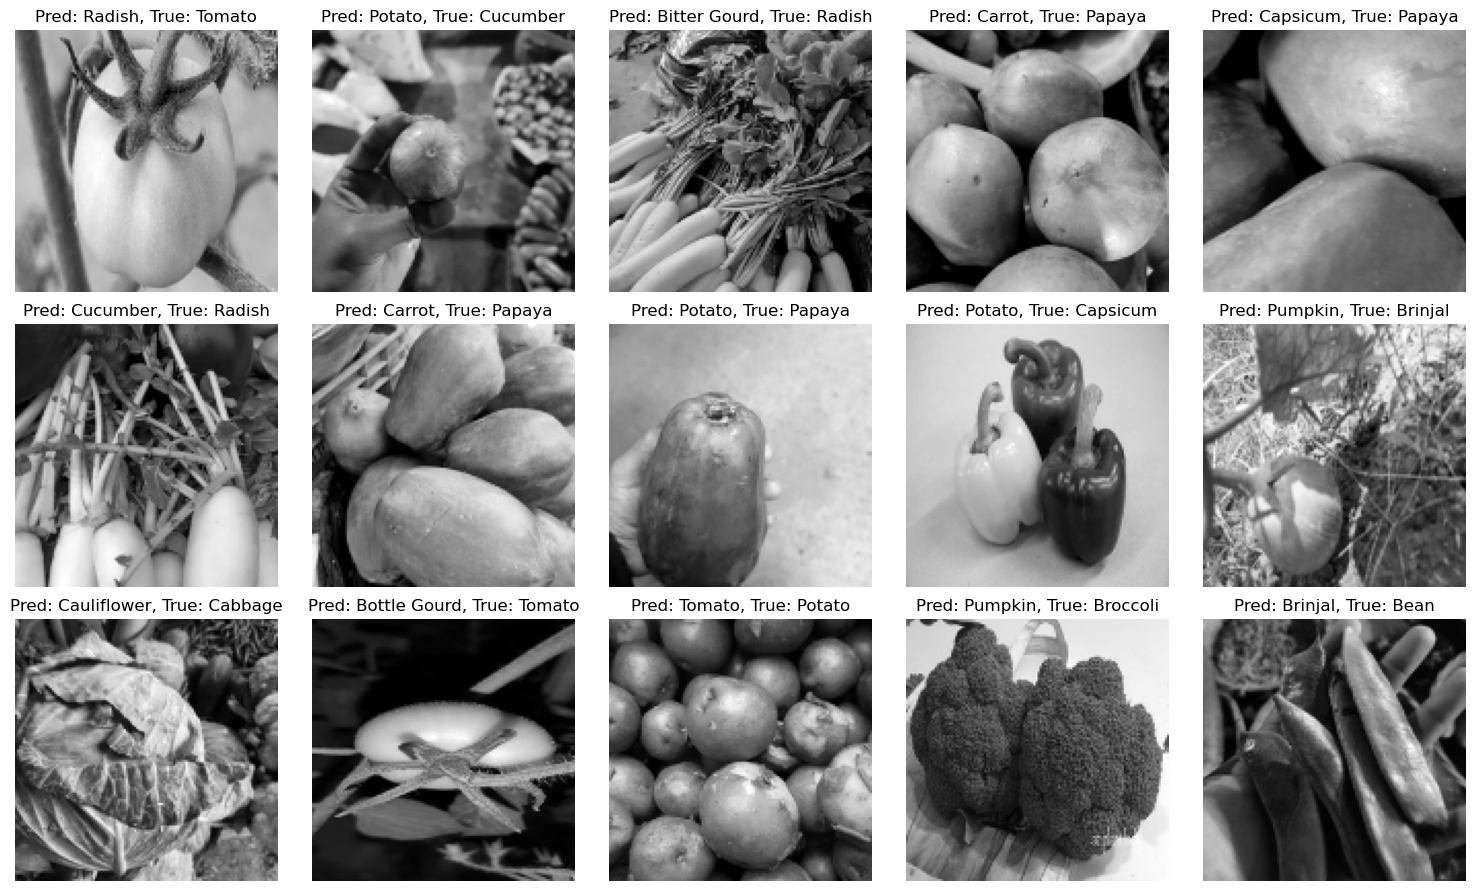 Pred: Radish, True: Tomato
Pred: Potato, True: Cucumber
Pred: Bitter Gourd, True: Radish
Pred: Carrot, True: Papaya
Pred: Capsicum, True: Papaya
Pred: Cucumber, True: Radish
Pred: Carrot, True: Papaya
Pred: Potato, True: Papaya
Pred: Potato, True: Capsicum
Pred: Pumpkin, True: Brinjal
Pred: Cauliflower, True: Cabbage
Pred: Bottle Gourd, True: Tomato
Pred: Tomato, True: Potato
Pred: Pumpkin, True: Broccoli
Pred: Brinjal, True: Bean